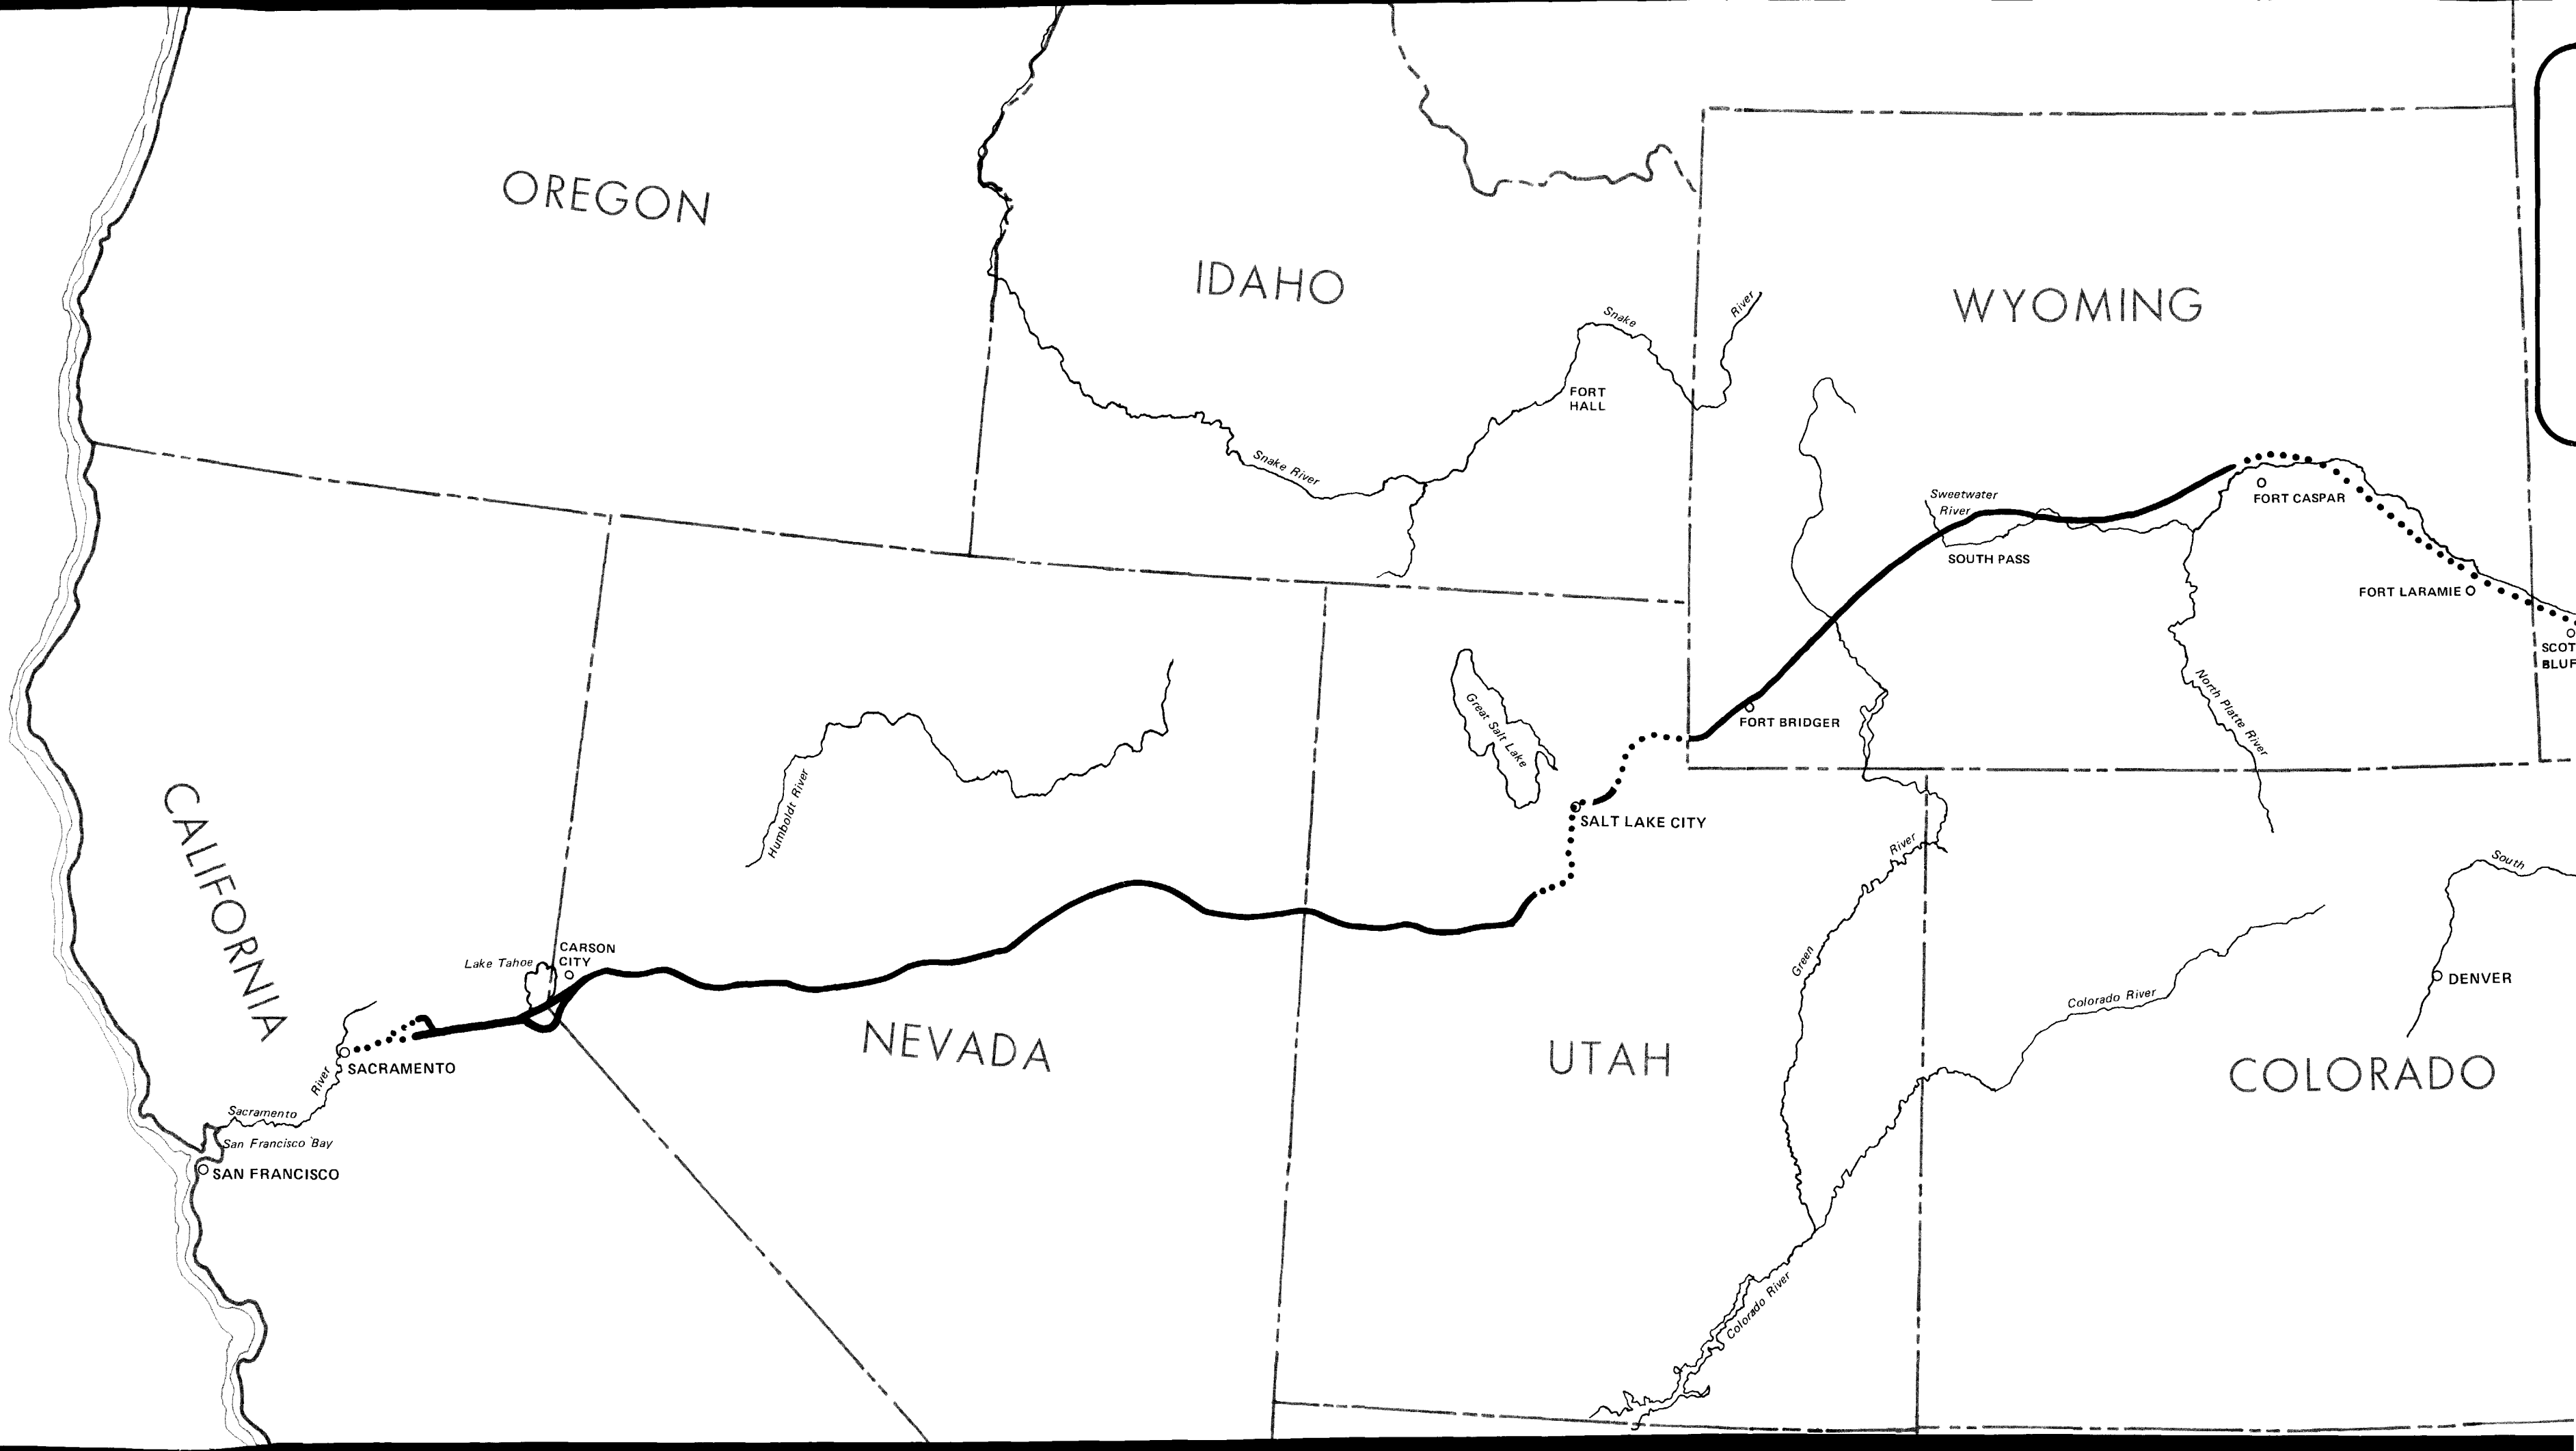 OREGON
IDAHO
WYOMING
Snake
River
FORT
HALL
Snake River
Sweetwater
River
FORT CASPAR
SOUTH PASS
FORT LARAMIE
SCOT
BLUF
Great Salt Lake
FORT BRIDGER
North Platte River
CALIFORNIA
Humboldt River
SALT LAKE CITY
River
South
Lake Tahoe
CARSON
CITY
Green
Colorado River
DENVER
NEVADA
UTAH
COLORADO
SACRAMENTO
River
Sacramento
San Francisco Bay
SAN FRANCISCO
Colorado River